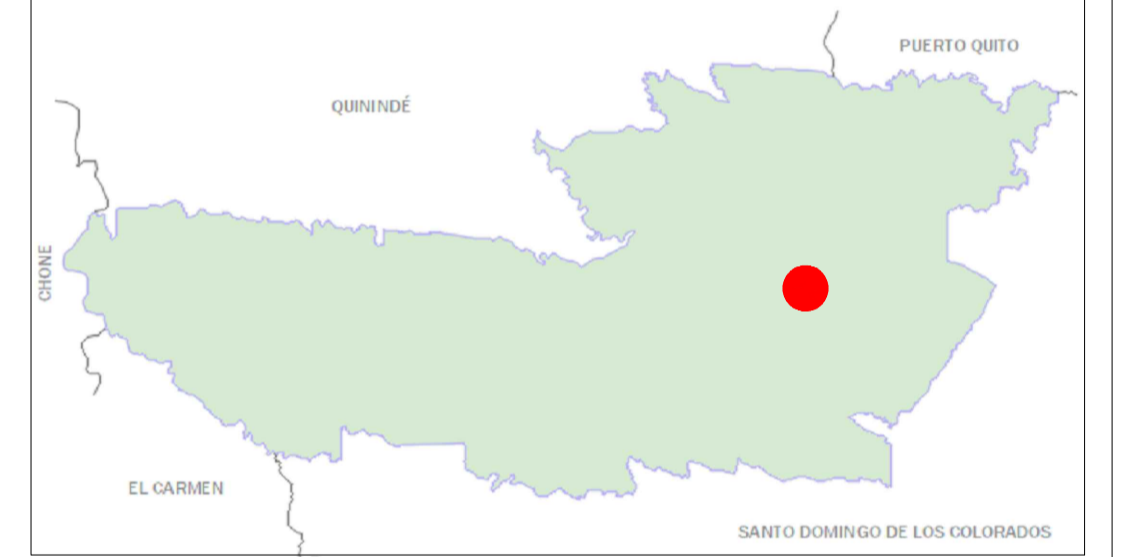 PUERTO QUITO
QUININDÉ
CHONE
EL CARMEN
SANTO DOMINGO DE LOS COLORADOS